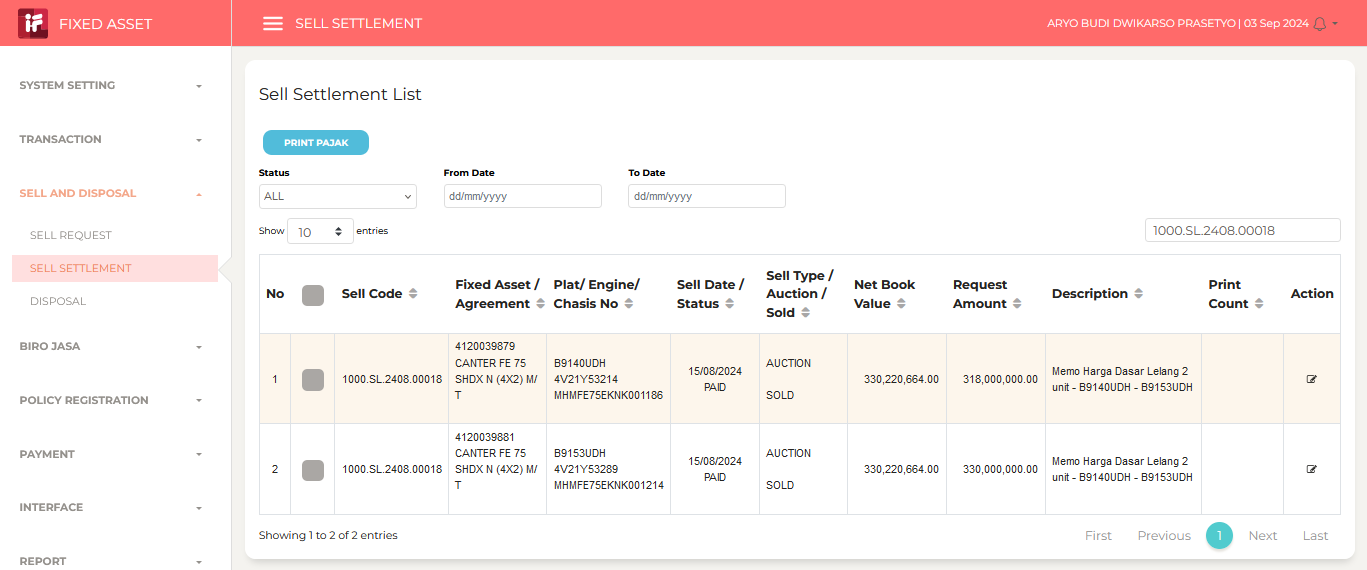 iF FIXED ASSET
SELL SETTLEMENT
ARYO BUDI DWIKARSO PRASETYO | 03 Sep 2024
SYSTEM SETTING
TRANSACTION
SELL AND DISPOSAL
SELL REQUEST
SELL SETTLEMENT
DISPOSAL
BIRO JASA
POLICY REGISTRATION
PAYMENT
INTERFACE
REPORT
Sell Settlement List
PRINT PAJAK
Status
From Date
To Date
ALL
dd/mm/yyyy
dd/mm/yyyy
Show 10 entries
1000.SL.2408.00018
No
Sell Code
Fixed Asset /
Agreement
Plat/ Engine/
Chasis No
Sell Date /
Status
Sell Type /
Auction /
Sold
Net Book
Value
Request
Amount
Description
Print
Count
Action
1
1000.SL.2408.00018
4120039879
CANTER FE 75
SHDX N (4X2) M/
T
B9140UDH
4V21Y53214
MHMFE75EKNK001186
15/08/2024
PAID
AUCTION
SOLD
330,220,664.00
318,000,000.00
Memo Harga Dasar Lelang 2
unit - B9140UDH - B9153UDH
2
1000.SL.2408.00018
4120039881
CANTER FE 75
SHDX N (4X2) M/
T
B9153UDH
4V21Y53289
MHMFE75EKNK001214
15/08/2024
PAID
AUCTION
SOLD
330,220,664.00
330,000,000.00
Memo Harga Dasar Lelang 2
unit - B9140UDH - B9153UDH
Showing 1 to 2 of 2 entries
First Previous 1 Next Last